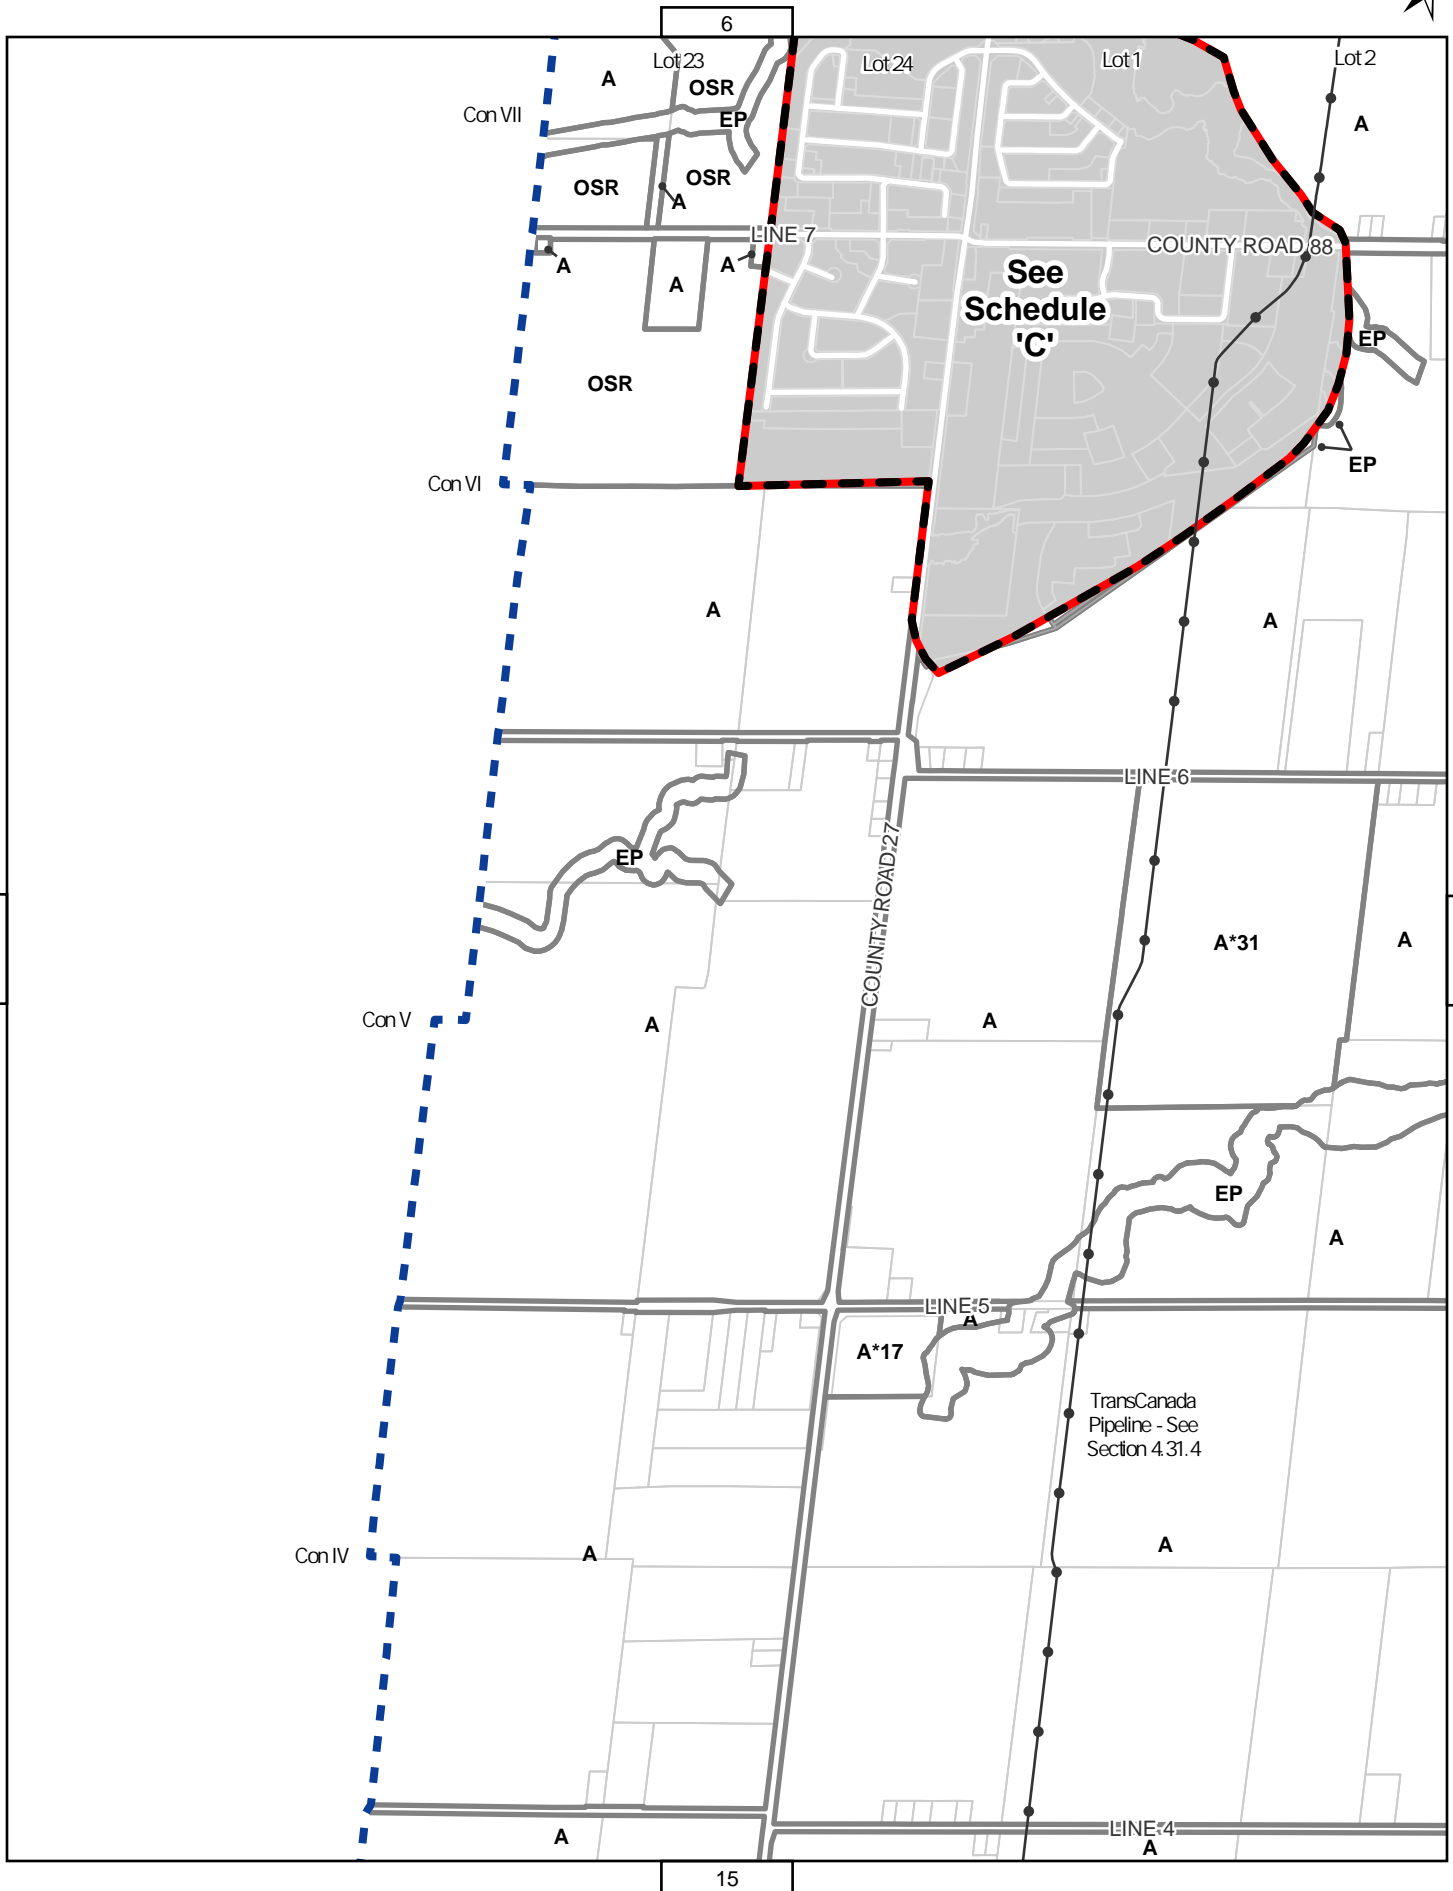 6
Lot 23
Lot 24
Lot 1
Lot 2
A
OSR
Con VII
EP
A
OSR
OSR
A
LINE 7
COUNTY ROAD 88
A
A
A
See
Schedule
'C'
EP
OSR
EP
Con VI
A
A
LINE 6
EP
COUNTY ROAD 27
A*31
A
Con V
A
A
EP
A
LINE 5
A
A*17
TransCanada
Pipeline - See
Section 4.31.4
Con IV
A
A
LINE 4
A
A
15